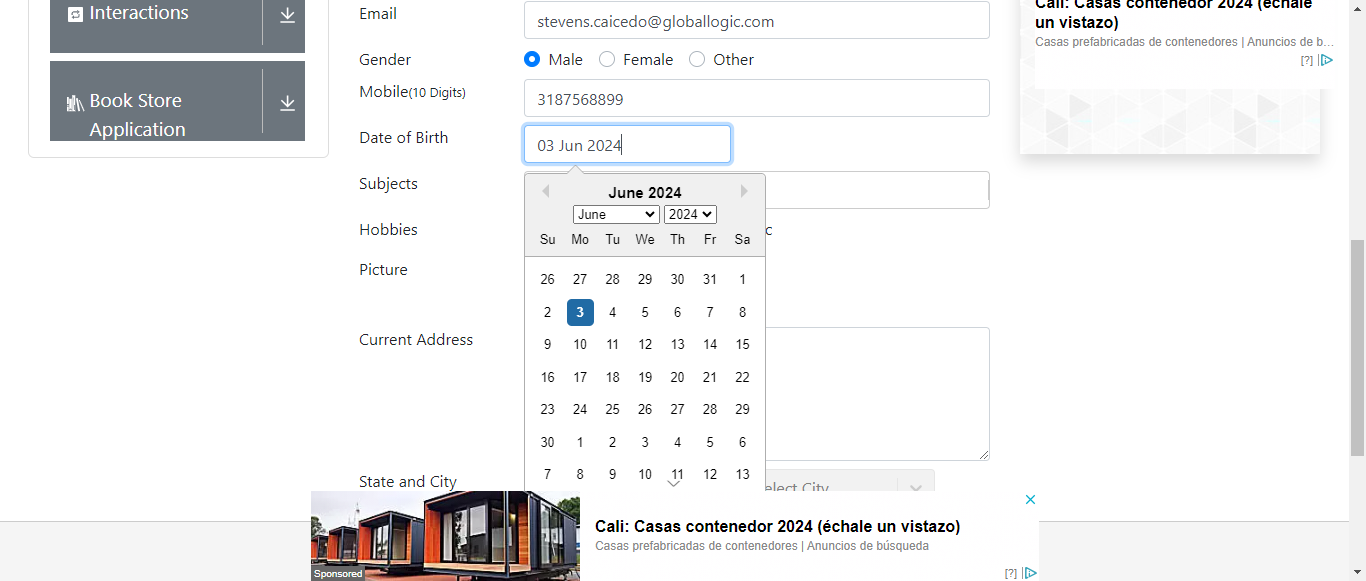 Interactions
Book Store
Application
Email
stevens.caicedo@globallogic.com
Gender
Male Female Other
Mobile(10 Digits)
3187568899
Date of Birth
03 Jun 2024
Subjects
Hobbies
c
Picture
Current Address
State and City
elect City
June 2024
June 2024
Su Mo Tu We Th Fr Sa
26 27 28 29 30 31 1
2 3 4 5 6 7 8
9 10 11 12 13 14 15
16 17 18 19 20 21 22
23 24 25 26 27 28 29
30 1 2 3 4 5 6
7 8 9 10 11 12 13
Cali: Casas contenedor 2024 (échale
un vistazo)
Casas prefabricadas de contenedores | Anuncios de b...
[?]
Cali: Casas contenedor 2024 (échale un vistazo)
Casas prefabricadas de contenedores | Anuncios de búsqueda
Sponsored
[?]